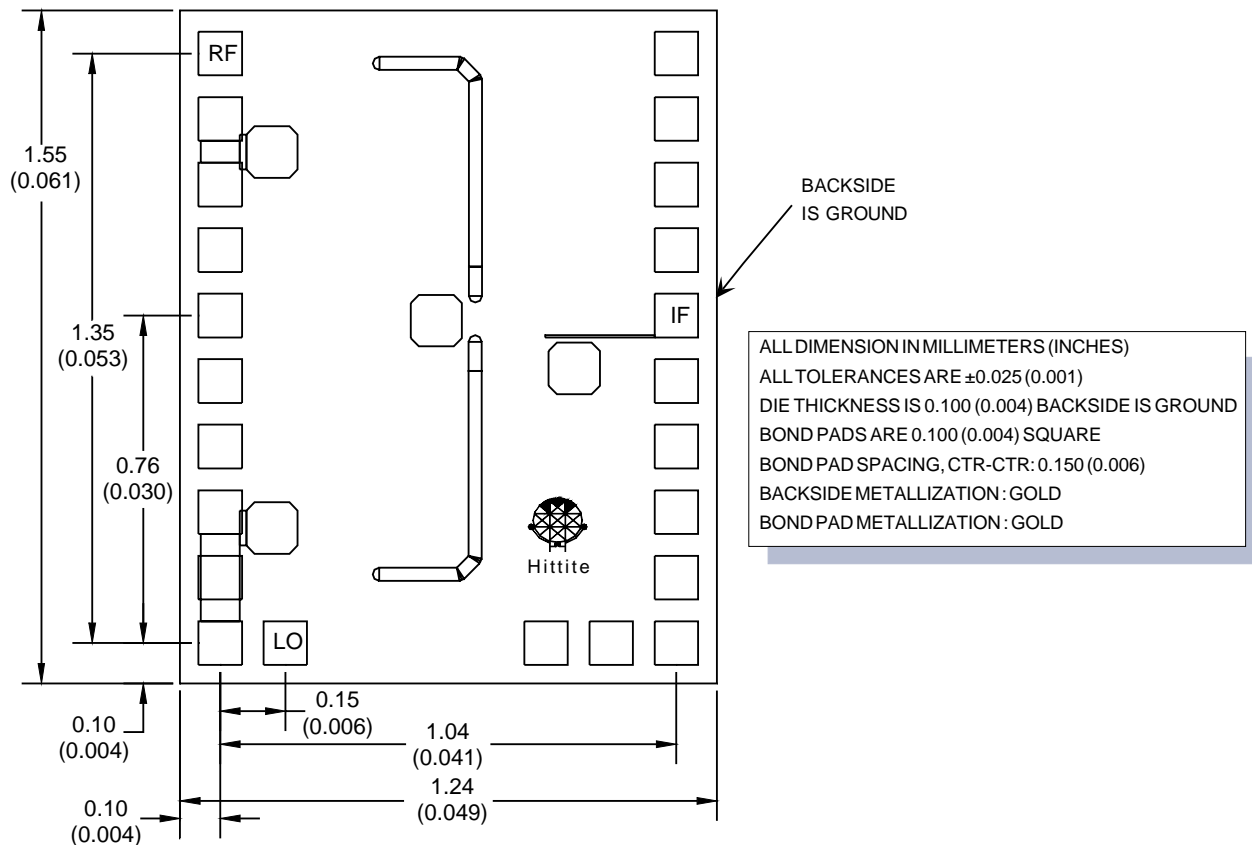 RF
1.55
(0.061)
BACKSIDE
IS GROUND
1.35
(0.053)
IF
ALL DIMENSION IN MILLIMETERS (INCHES)
ALL TOLERANCES ARE ±0.025 (0.001)
DIE THICKNESS IS 0.100 (0.004) BACKSIDE IS GROUND
BOND PADS ARE 0.100 (0.004) SQUARE
BOND PAD SPACING, CTR-CTR: 0.150 (0.006)
BACKSIDE METALLIZATION: GOLD
BOND PAD METALLIZATION: GOLD
0.76
(0.030)
Hittite
LO
0.10
(0.004)
0.15
(0.006)
1.04
(0.041)
1.24
(0.049)
0.10
(0.004)